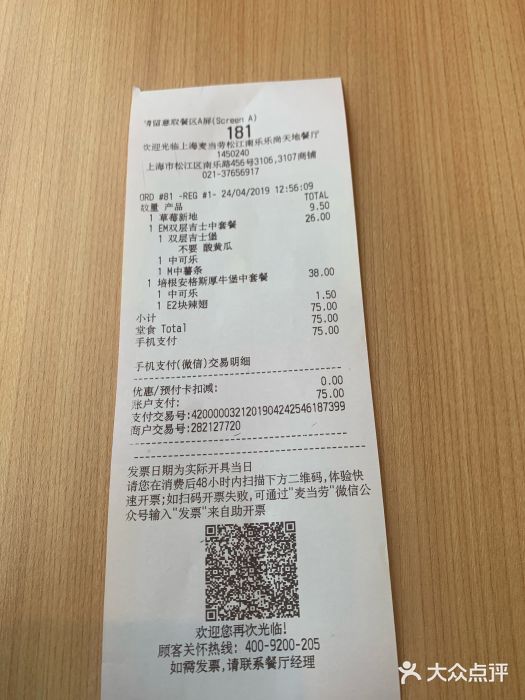 请留意取餐区A屏(Screen A)
181
欢迎光临上海麦当劳松江南乐乐尚天地餐厅
1450240
上海市松江区南乐路456号3106,3107商铺
021-37656917
ORD #81 -REG #1- 24/04/2019 12:56:09
数量 产品 TOTAL
1 草莓新地 9.50
1 EM双层吉士中套餐 26.00
1 双层吉士堡
不要 酸黄瓜
1 中可乐
1 M中薯条
1 培根安格斯厚牛堡中套餐 38.00
1 中可乐
1 E2块辣翅 1.50
小计 75.00
堂食 Total 75.00
手机支付 75.00
手机支付(微信)交易明细
优惠/预付卡扣减: 0.00
账户支付: 75.00
支付交易号:4200000321201904242546187399
商户交易号:282127720
发票日期为实际开具当日
请您在消费后48小时内扫描下方二维码,体验快
速开票;如扫码开票失败,可通过"麦当劳"微信公
众号输入"发票"来自助开票
欢迎您再次光临!
顾客关怀热线: 400-9200-205
如需发票,请联系餐厅经理
大众点评